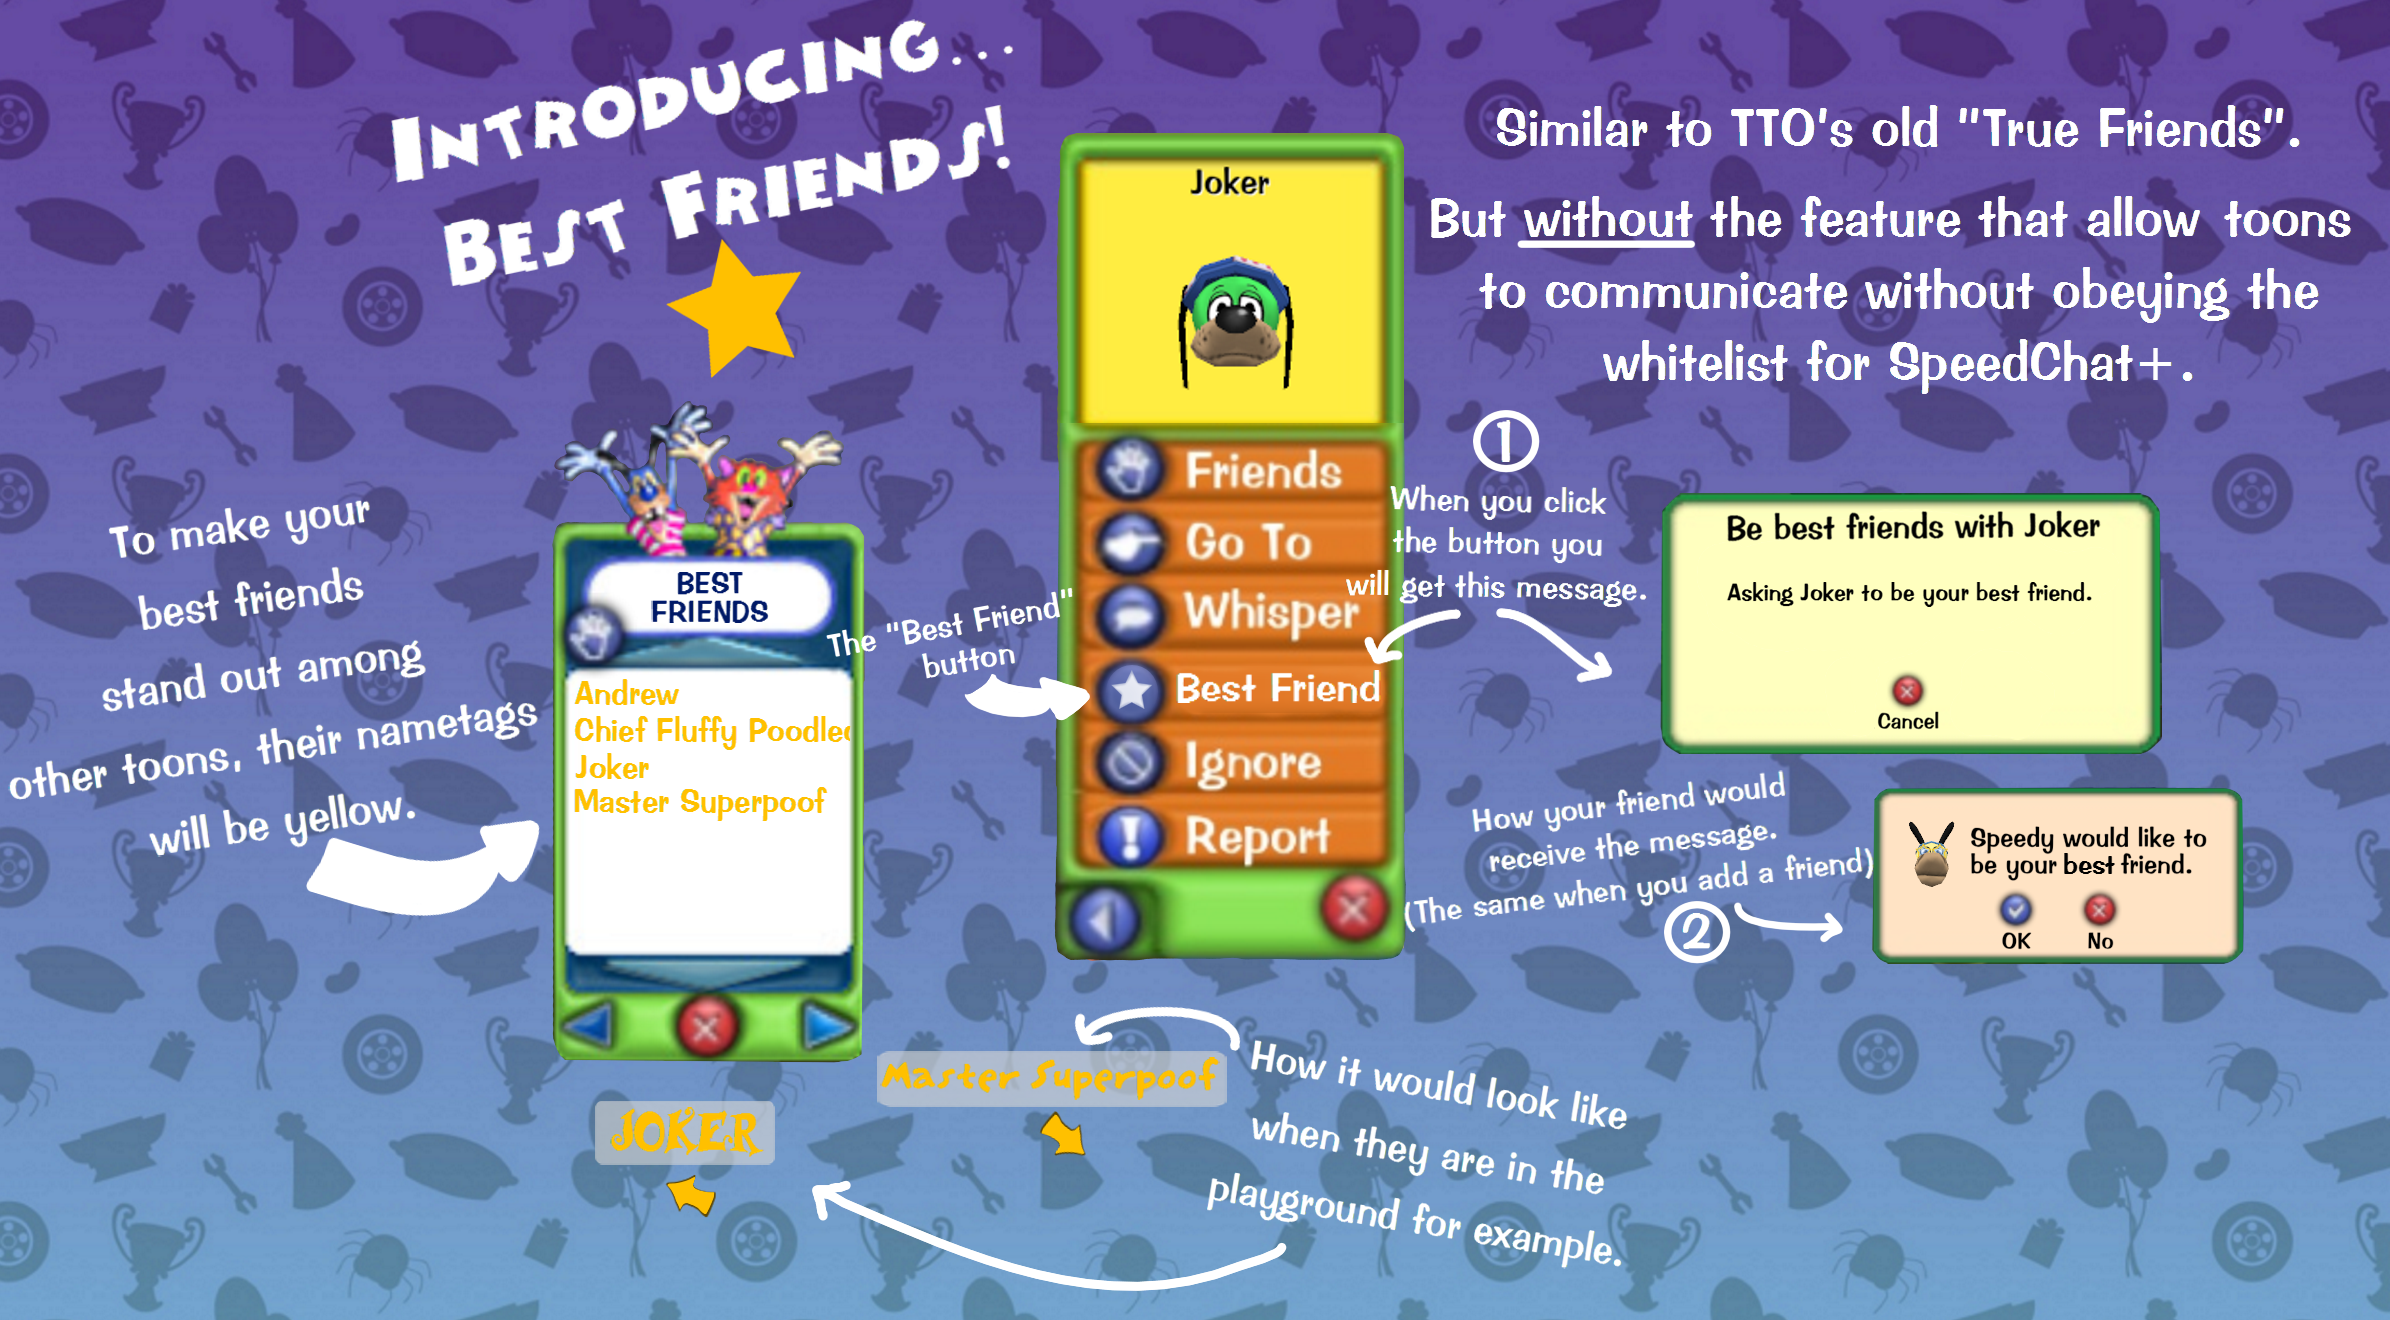 INTRODUCING...
BEST FRIENDS!
Similar to TTO's old "True Friends".
But without the feature that allow toons
to communicate without obeying the
whitelist for SpeedChat+.
To make your
best friends
stand out among
other toons, their nametags
will be yellow.
BEST
FRIENDS
Andrew
Chief Fluffy Poodle
Joker
Master Superpoof
The "Best Friend"
button
Joker
Friends
Go To
Whisper
Best Friend
Ignore
Report
1
When you click
the button you
will get this message.
Be best friends with Joker
Asking Joker to be your best friend.
Cancel
How your friend would
receive the message.
(The same when you add a friend)
2
Speedy would like to
be your best friend.
OK No
Master Superpoof
JOKER
How it would look like
when they are in the
playground for example.